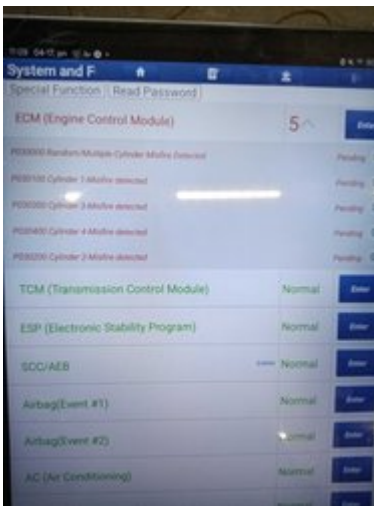 System and F
Special Function Read Password
ECM (Engine Control Module) 5 Enter
P030000 Random/Multiple Cylinder Misfire Detected Pending
P030100 Cylinder 1-Misfire detected Pending
P030300 Cylinder 3-Misfire detected Pending
P030400 Cylinder 4-Misfire detected Pending
P030200 Cylinder 2-Misfire detected Pending
TCM (Transmission Control Module) Normal Enter
ESP (Electronic Stability Program) Normal Enter
SCC/AEB Normal Enter
Airbag(Event #1) Normal Enter
Airbag(Event #2) Normal Enter
AC (Air Conditioning) Normal Enter